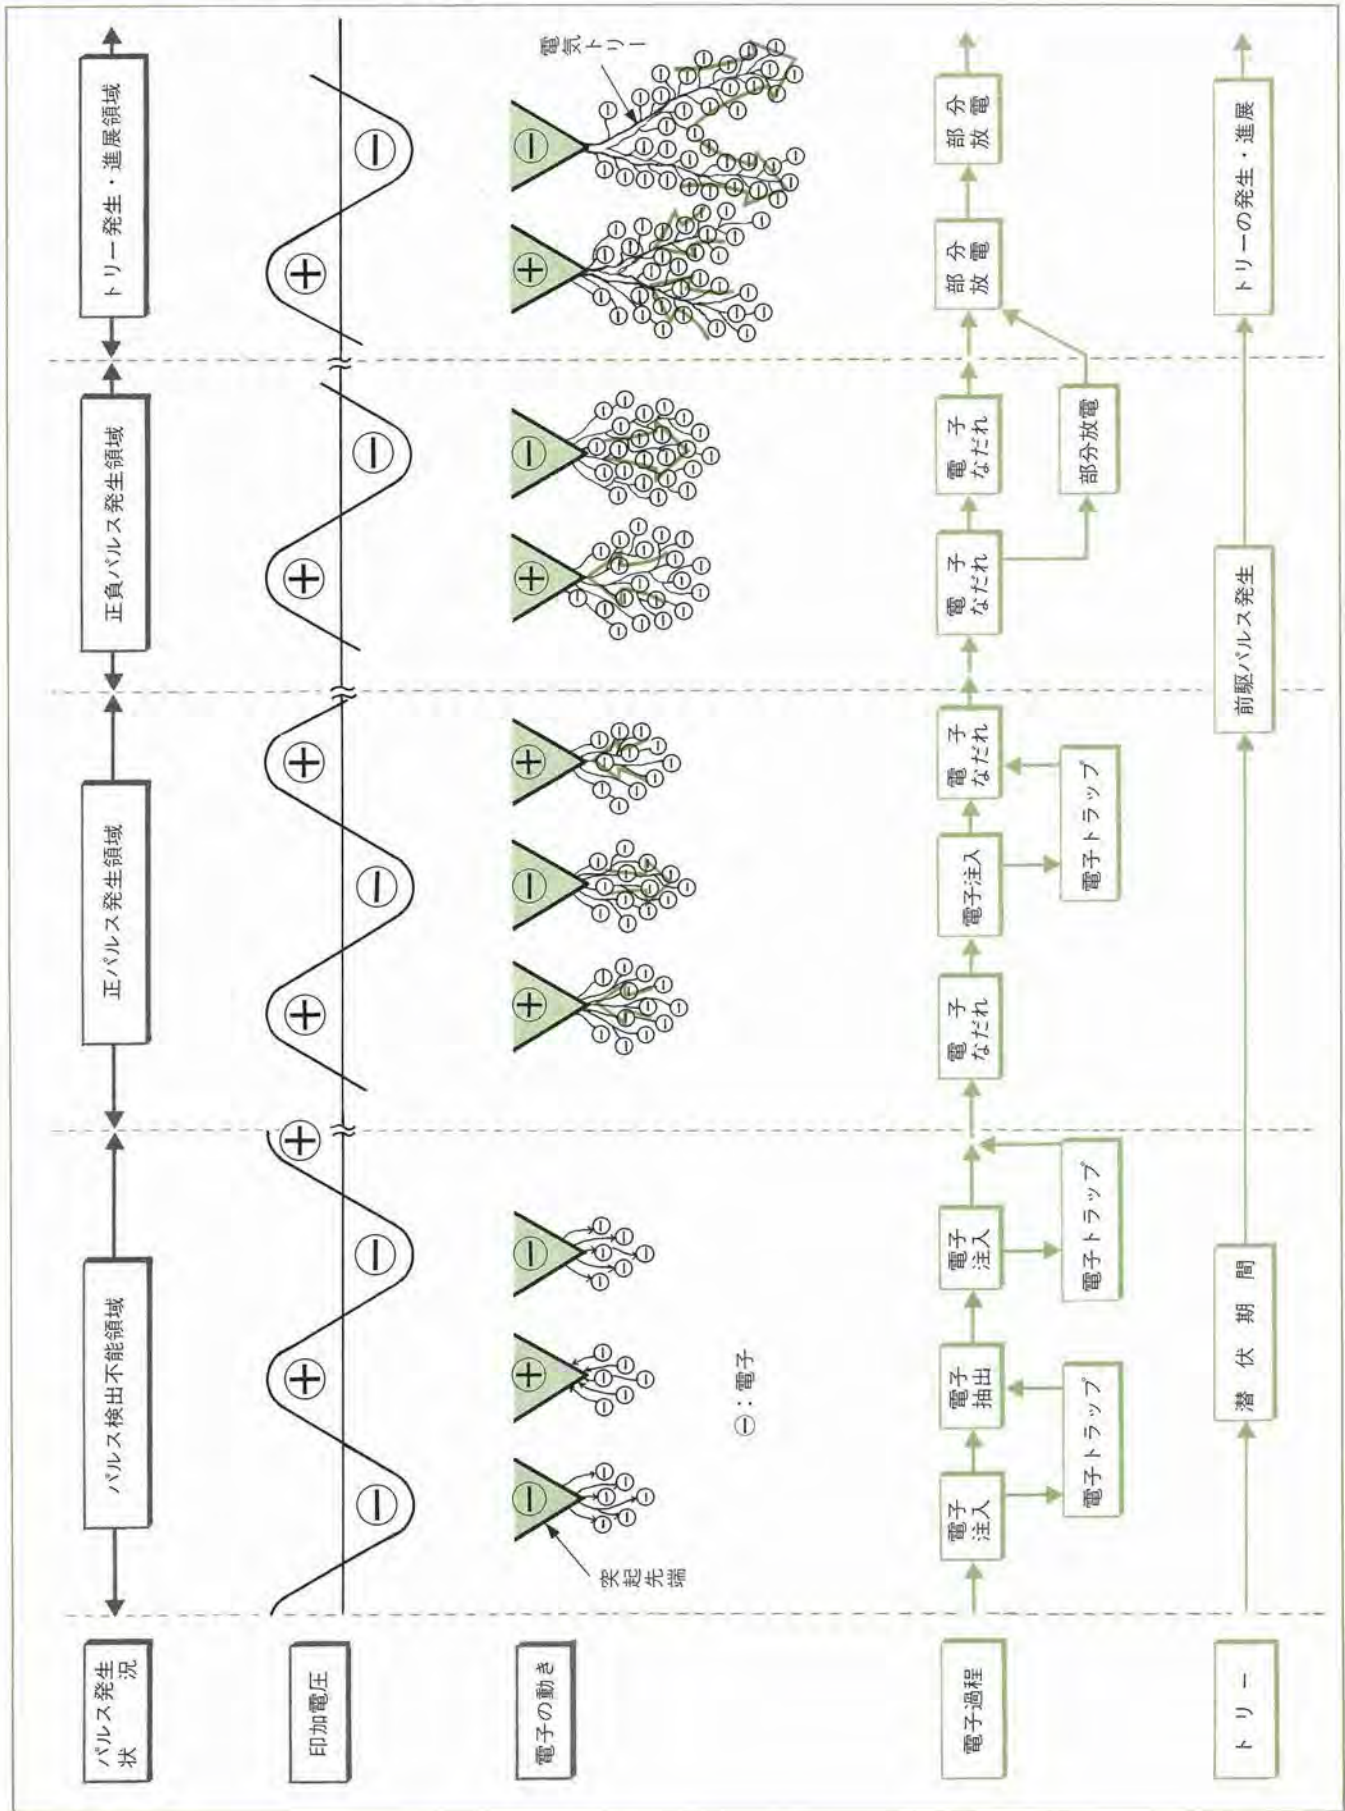 パルス発生
状　　況
パルス検出不能領域
正パルス発生領域
正負パルス発生領域
トリー発生・進展領域
印加電圧
−
+
−
+
+
−
+
+
−
+
−
電子の動き
−
+
−
+
−
+
+
−
+
−
突起先端
電気トリー
⊖：電子
電子過程
電子
注入
電子トラップ
電子
抽出
電子
注入
電子トラップ
電　子
なだれ
電子注入
電子トラップ
電　子
なだれ
電　子
なだれ
電　子
なだれ
部分放電
部　分
放　電
部　分
放　電
トリー
潜伏期間
前駆パルス発生
トリーの発生・進展